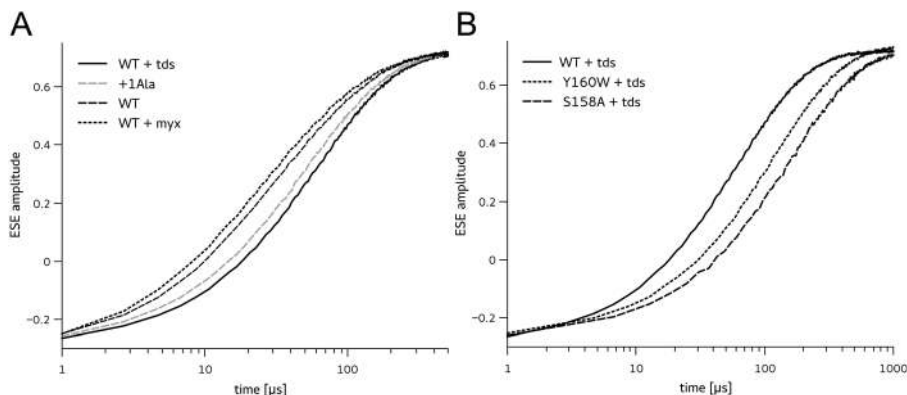 A
WT + tds
+1Ala
WT
WT + myx
ESE amplitude
0.6
0.4
0.2
0
−0.2
1
10
100
time [µs]
B
WT + tds
Y160W + tds
S158A + tds
ESE amplitude
0.6
0.4
0.2
0
−0.2
1
10
100
1000
time [µs]